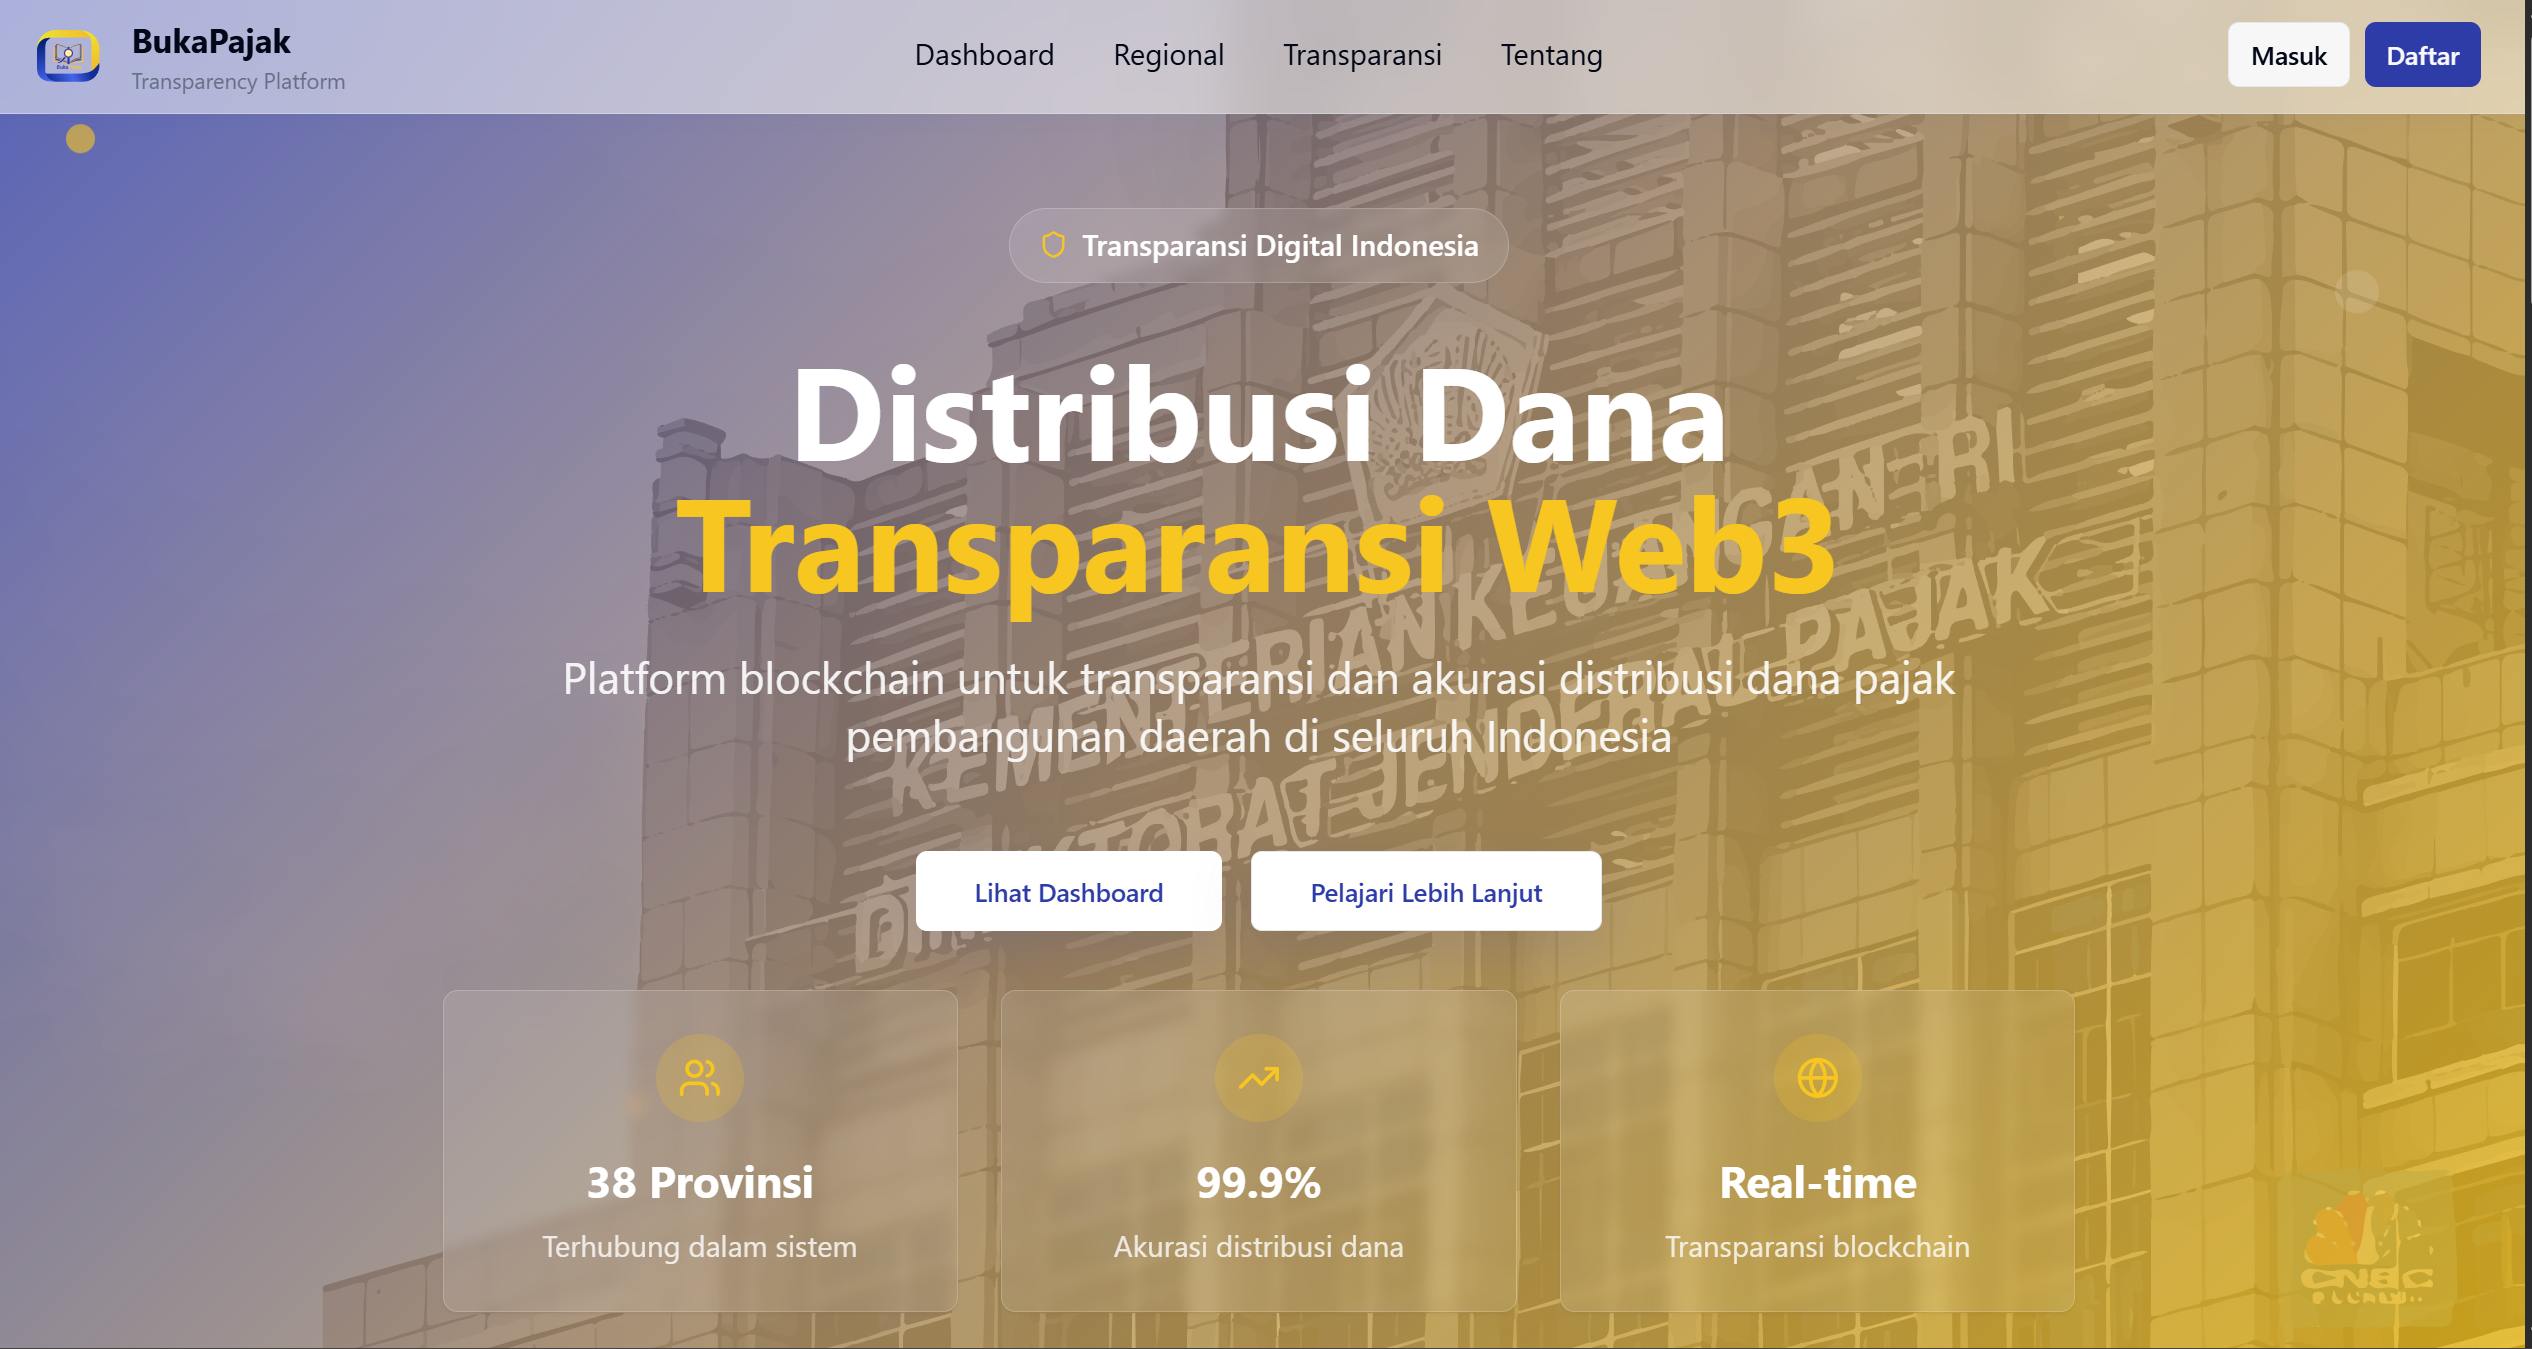 BukaPajak
Transparency Platform
Dashboard
Regional
Transparansi
Tentang
Masuk
Daftar
Transparansi Digital Indonesia
Distribusi Dana
Transparansi Web3
Platform blockchain untuk transparansi dan akurasi distribusi dana pajak
pembangunan daerah di seluruh Indonesia
KEMENTERIAN KEUANGAN RI
JENDERAL PAJAK
Lihat Dashboard
Pelajari Lebih Lanjut
38 Provinsi
Terhubung dalam sistem
99.9%
Akurasi distribusi dana
Real-time
Transparansi blockchain
CNBC